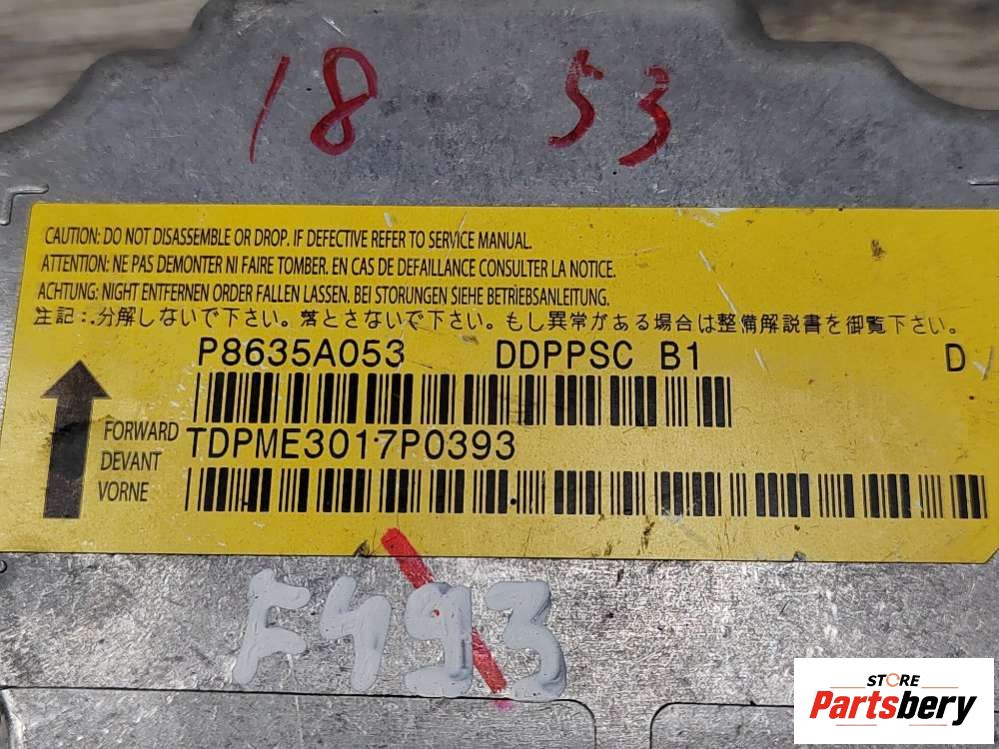 18 53
CAUTION: DO NOT DISASSEMBLE OR DROP. IF DEFECTIVE REFER TO SERVICE MANUAL.
ATTENTION: NE PAS DEMONTER NI FAIRE TOMBER. EN CAS DE DEFAILLANCE CONSULTER LA NOTICE.
ACHTUNG: NIGHT ENTFERNEN ORDER FALLEN LASSEN. BEI STORUNGEN SIEHE BETRIEBSANLEITUNG.
注記:.分解しないで下さい。落とさないで下さい。もし異常がある場合は整備解説書を御覧下さい。
P8635A053 DDPPSC B1 D
FORWARD TDPME3017P0393
DEVANT
VORNE
F493
STORE
Partsbery